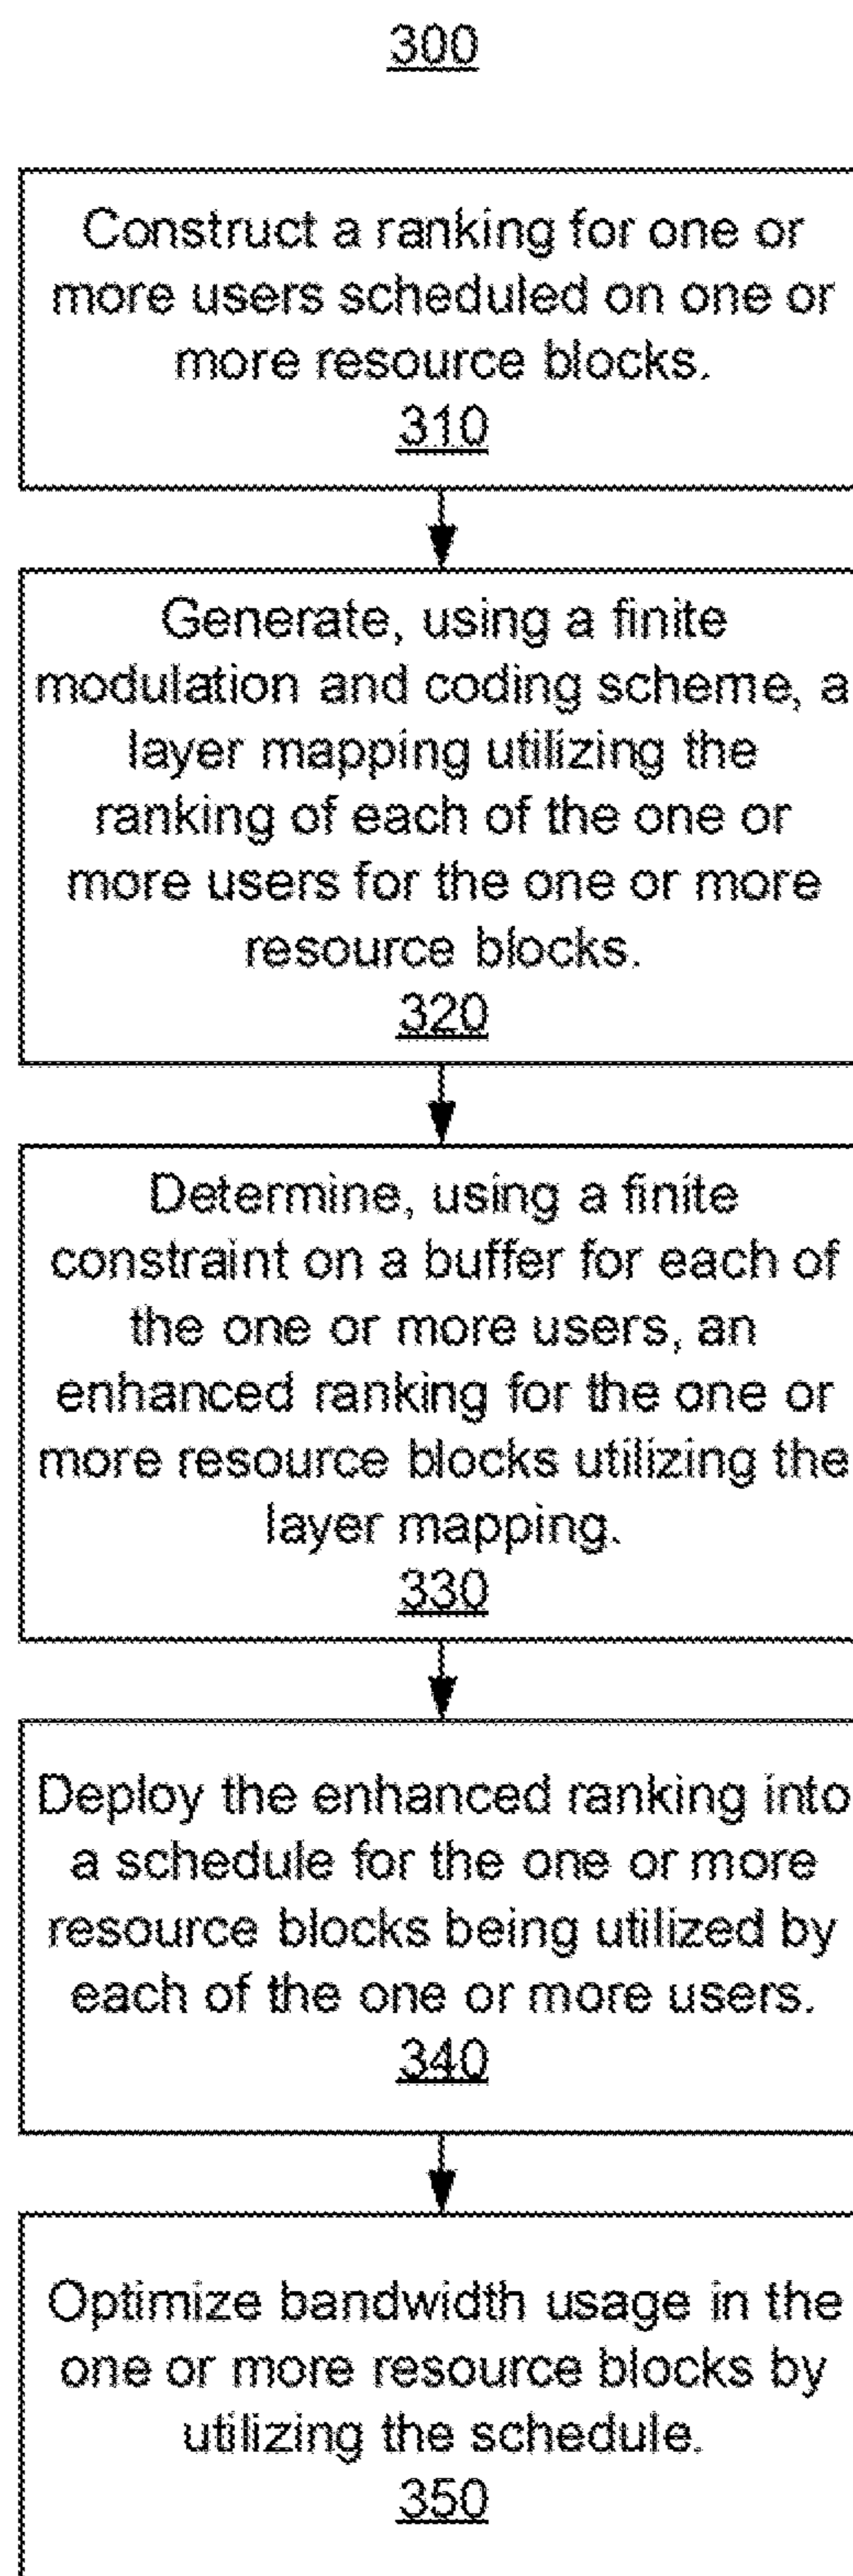 300
Construct a ranking for one or
more users scheduled on one or
more resource blocks.
310
Generate, using a finite
modulation and coding scheme, a
layer mapping utilizing the
ranking of each of the one or
more users for the one or more
resource blocks.
320
Determine, using a finite
constraint on a buffer for each of
the one or more users, an
enhanced ranking for the one or
more resource blocks utilizing the
layer mapping.
330
Deploy the enhanced ranking into
a schedule for the one or more
resource blocks being utilized by
each of the one or more users.
340
Optimize bandwidth usage in the
one or more resource blocks by
utilizing the schedule.
350